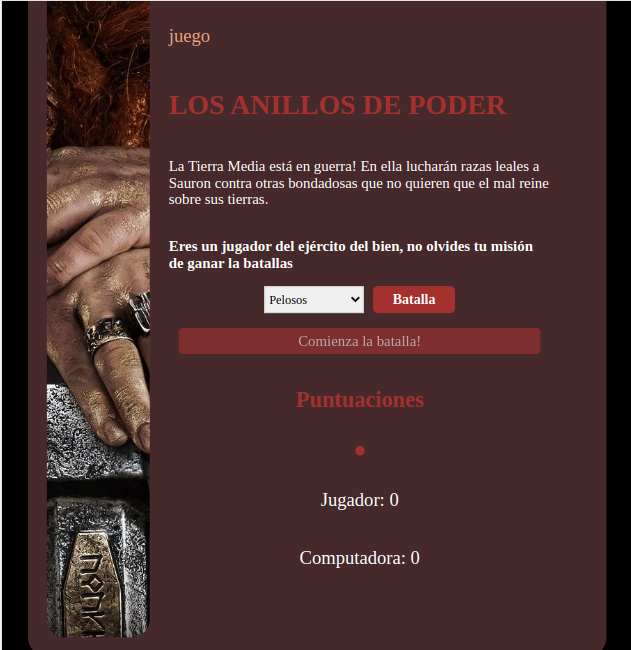 juego
LOS ANILLOS DE PODER
La Tierra Media está en guerra! En ella lucharán razas leales a
Sauron contra otras bondadosas que no quieren que el mal reine
sobre sus tierras.
Eres un jugador del ejército del bien, no olvides tu misión
de ganar la batallas
Pelosos
Batalla
Comienza la batalla!
Puntuaciones
Jugador: 0
Computadora: 0